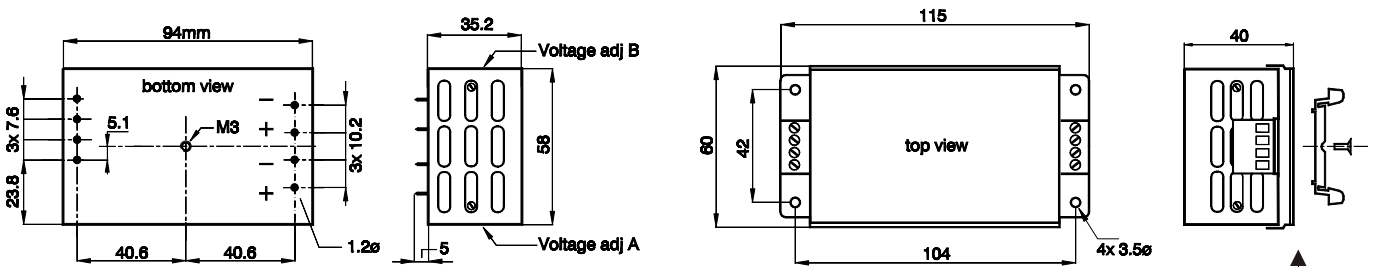 94mm
bottom view
3x 7.6
5.1
23.8
M3
−
+
−
+
3x 10.2
1.2ø
40.6
40.6
35.2
Voltage adj B
58
5
Voltage adj A
115
60
42
top view
104
4x 3.5ø
40